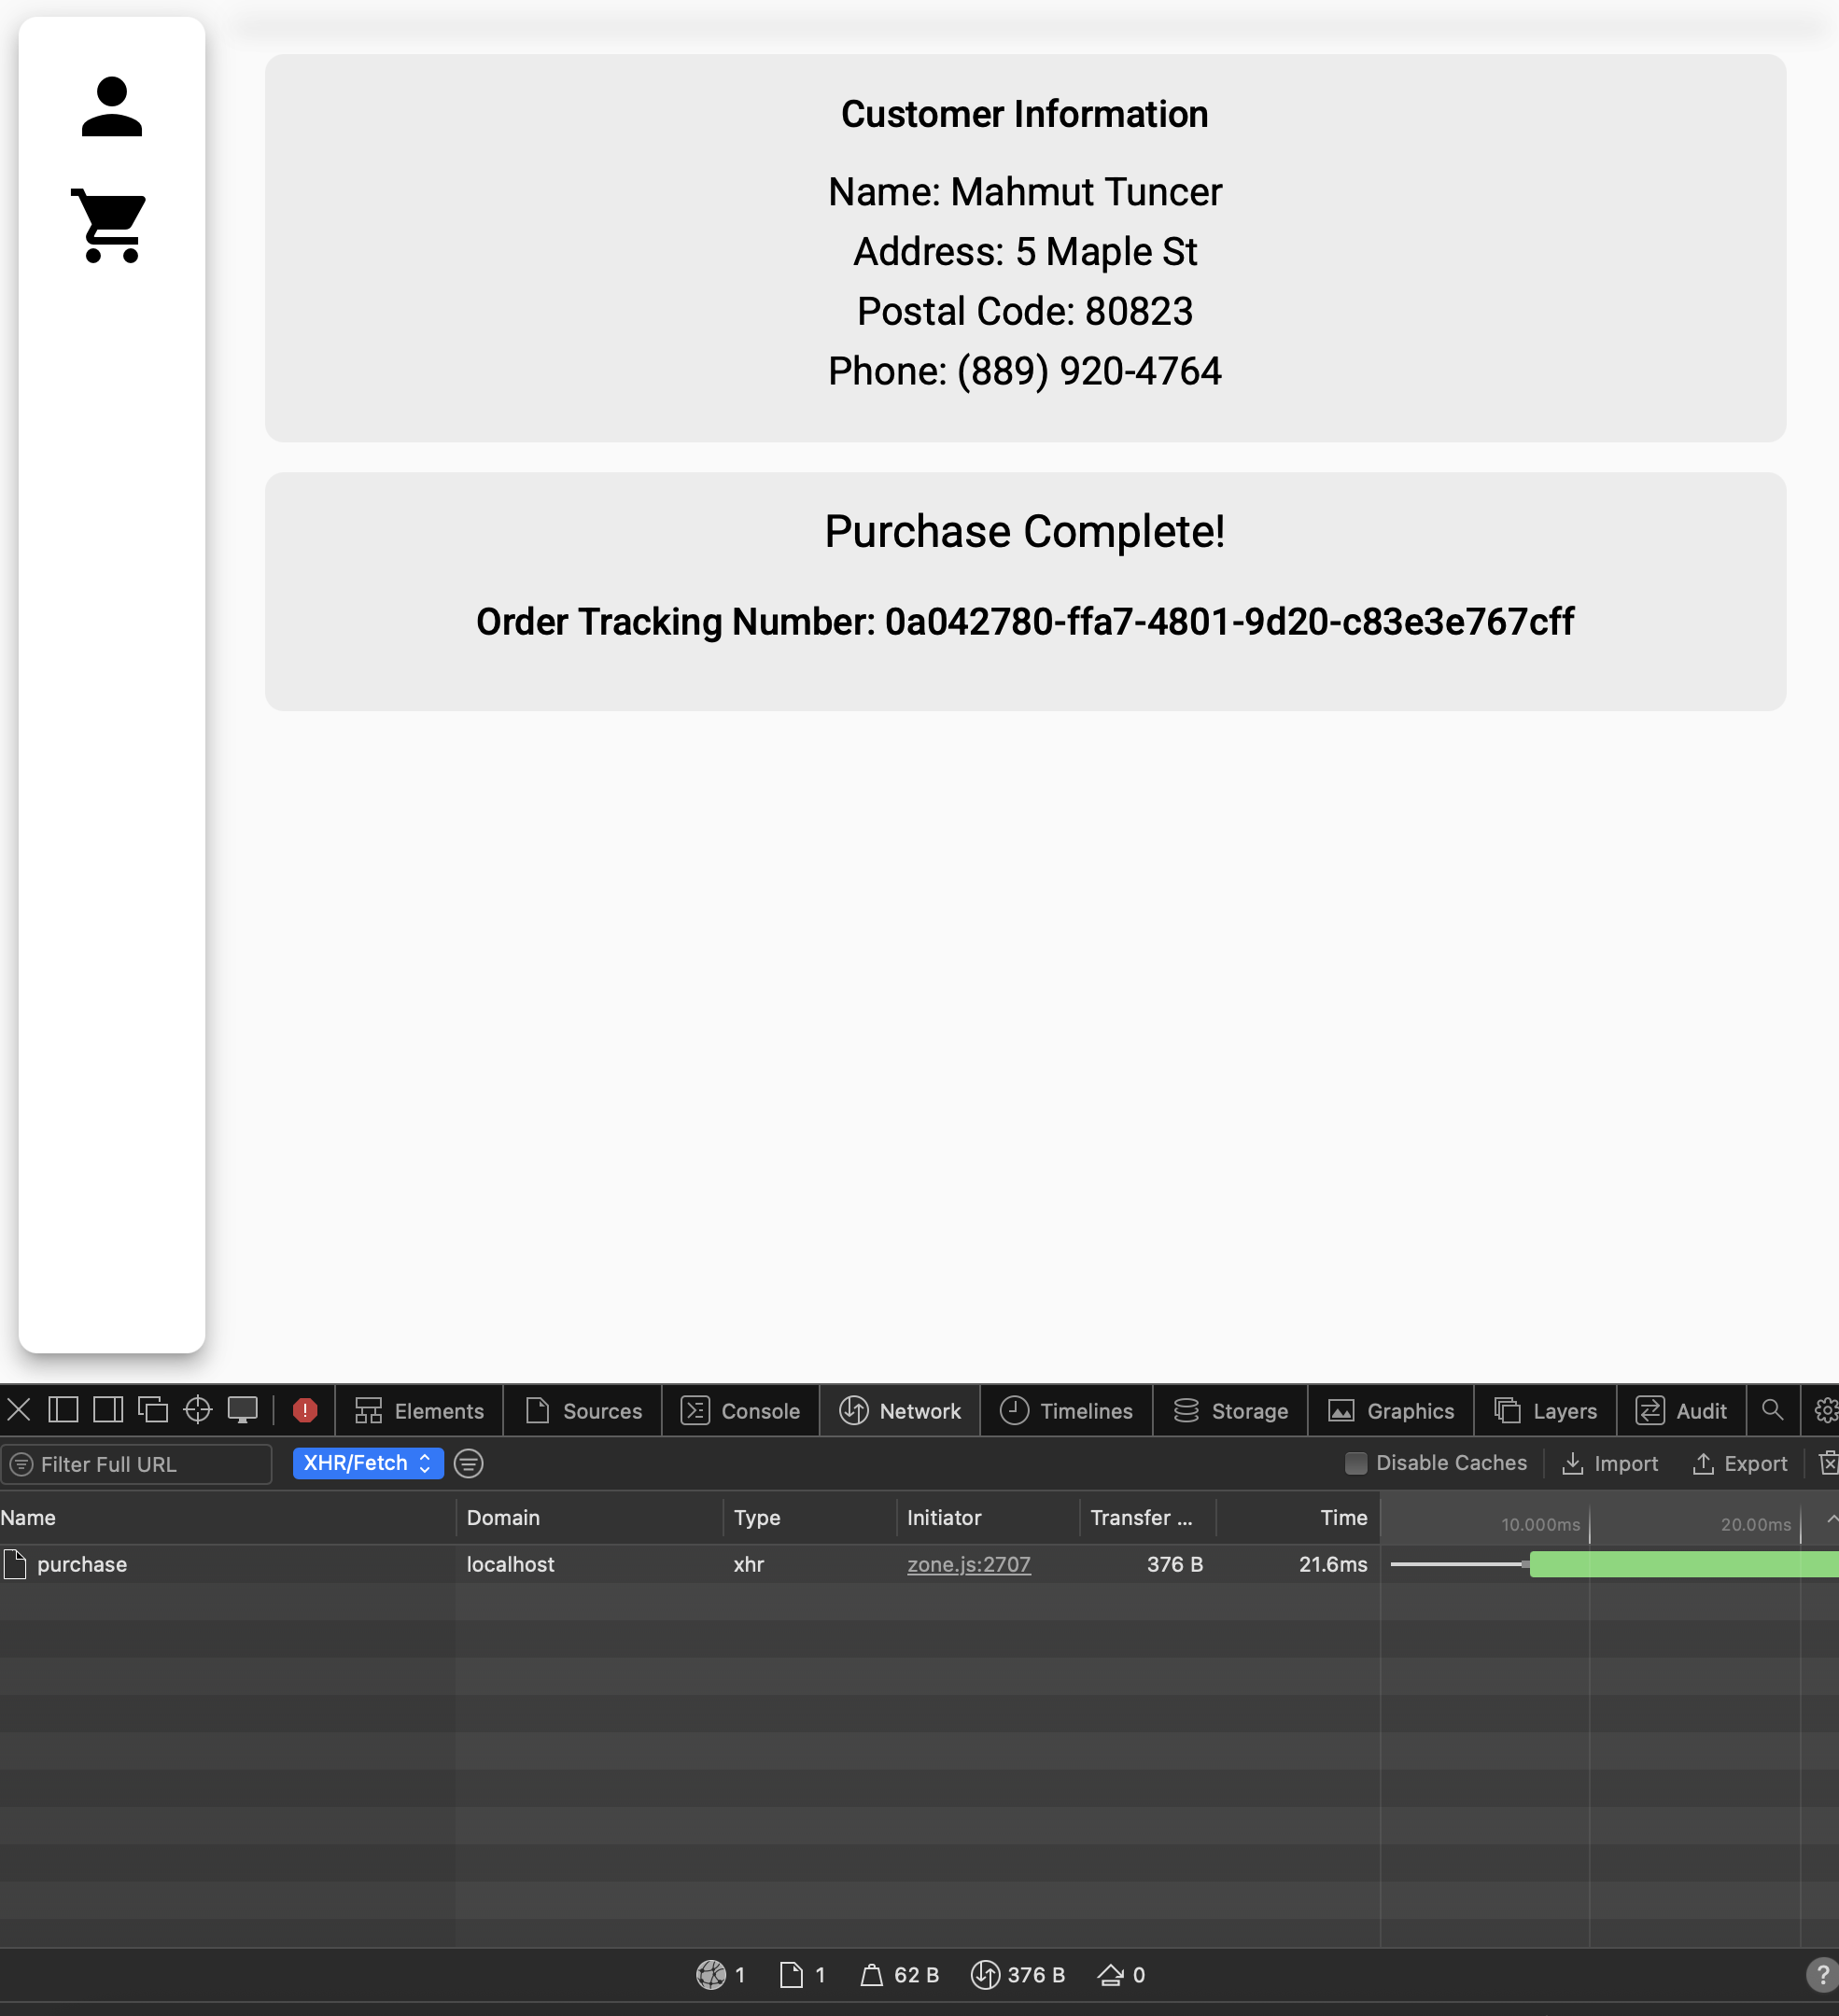 Customer Information
Name: Mahmut Tuncer
Address: 5 Maple St
Postal Code: 80823
Phone: (889) 920-4764
Purchase Complete!
Order Tracking Number: 0a042780-ffa7-4801-9d20-c83e3e767cff
Elements Sources Console Network Timelines Storage Graphics Layers Audit
Filter Full URL XHR/Fetch Disable Caches Import Export
Name Domain Type Initiator Transfer ... Time 10.000ms 20.00ms
purchase localhost xhr zone.js:2707 376 B 21.6ms
1 1 62 B 376 B 0 ?